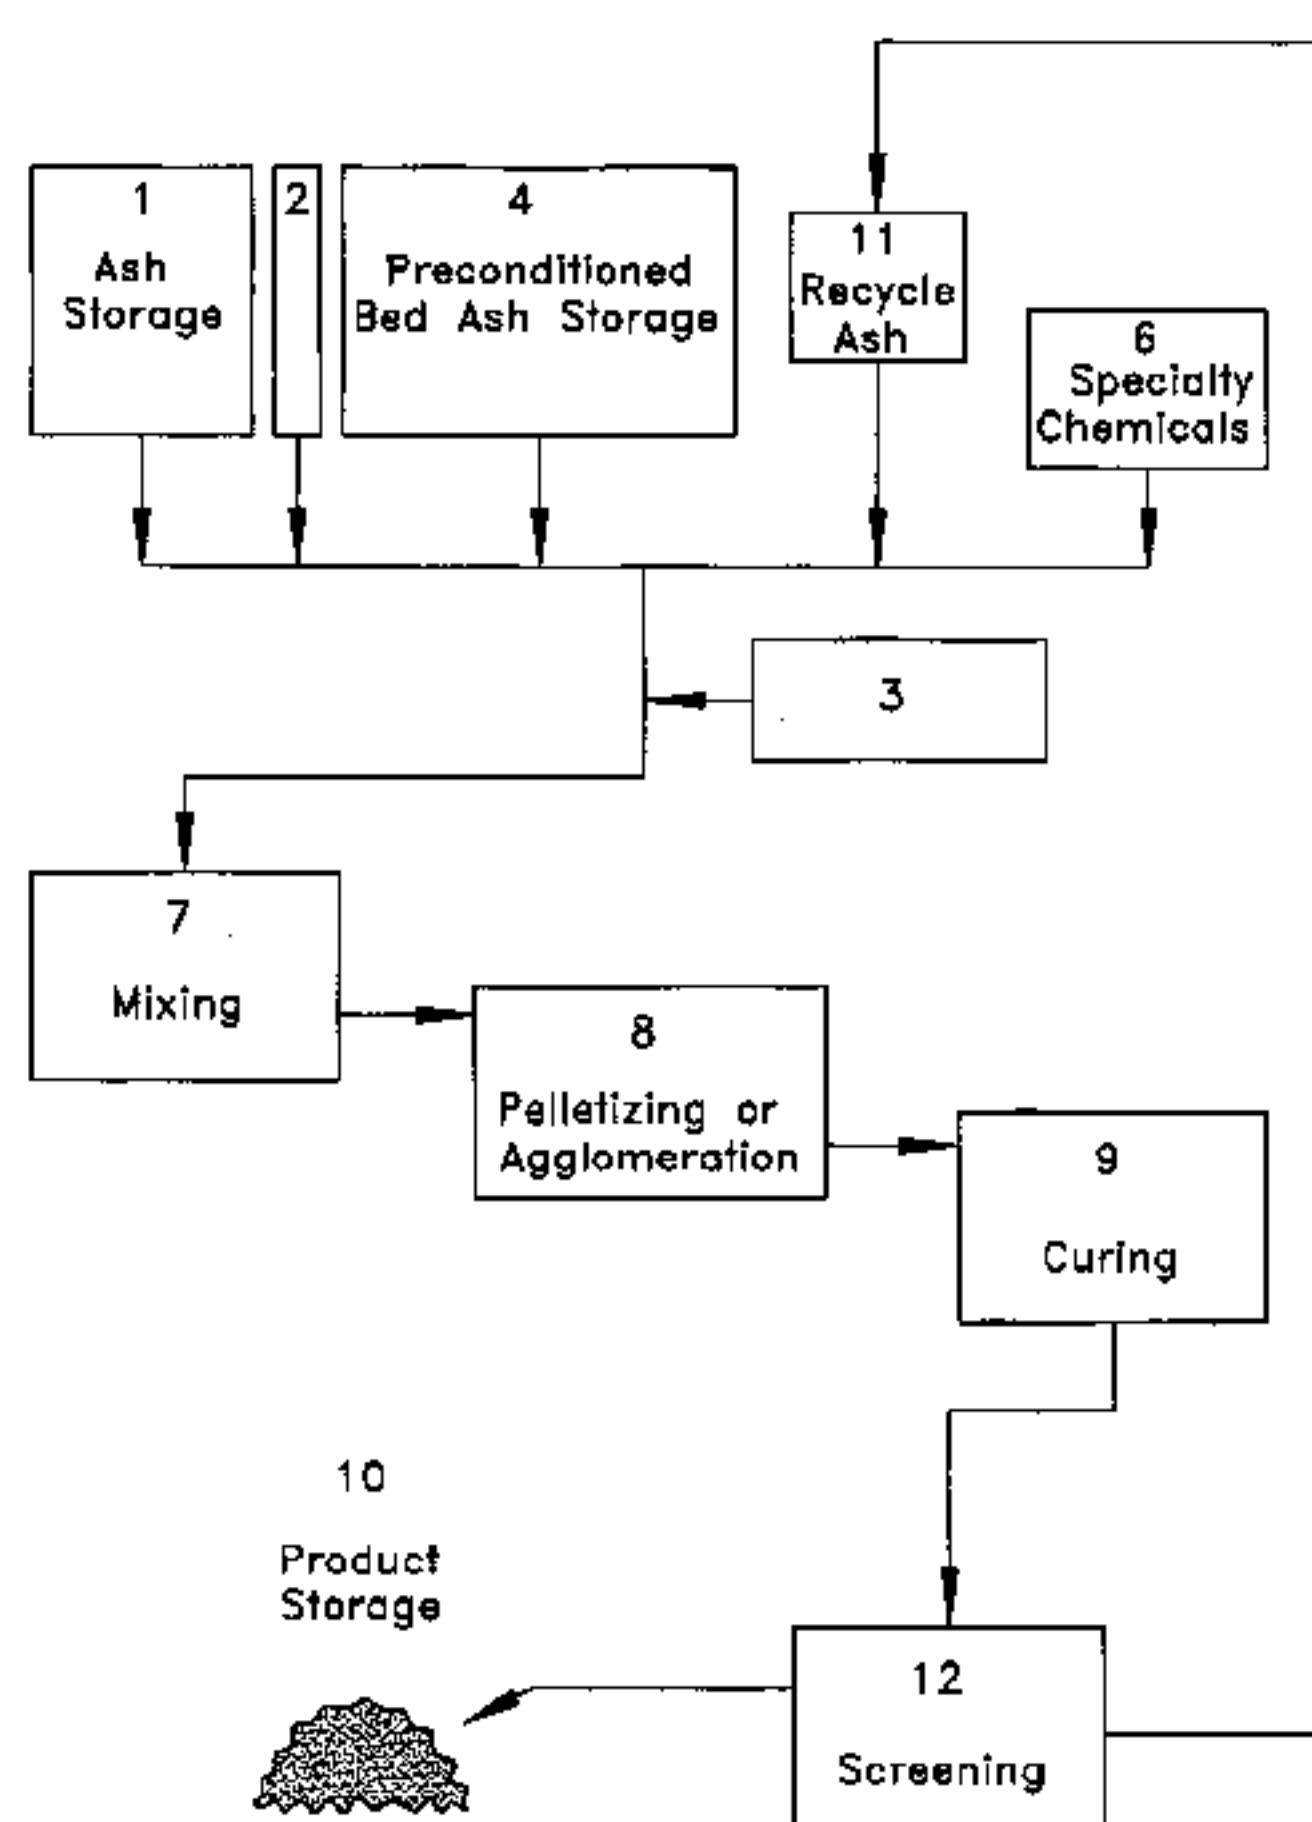 1
Ash
Storage
2
4
Preconditioned
Bed Ash Storage
11
Recycle
Ash
6
Specialty
Chemicals
3
7
Mixing
8
Pelletizing or
Agglomeration
9
Curing
10
Product
Storage
12
Screening